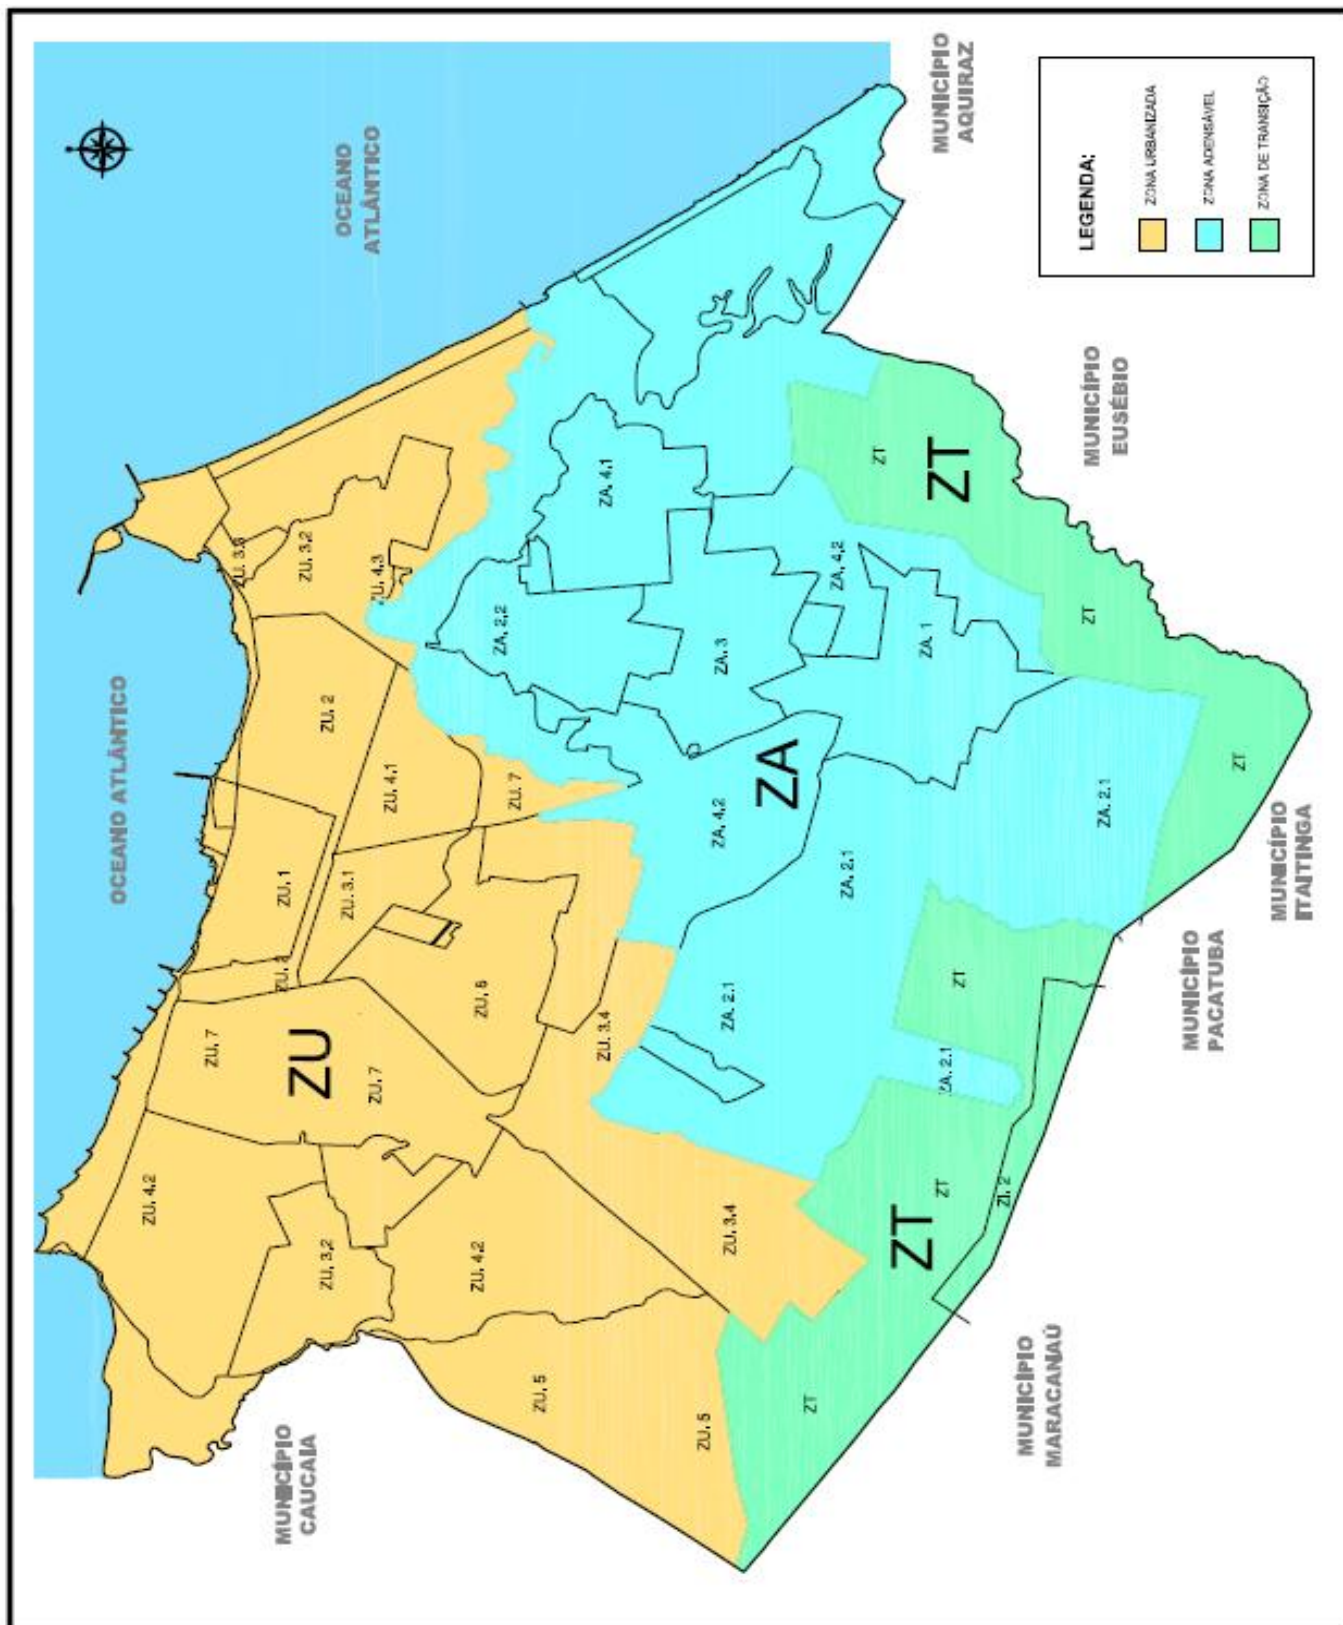 OCEANO
ATLÂNTICO
OCEANO ATLÂNTICO
MUNICÍPIO
AQUIRAZ
LEGENDA:
ZONA URBANIZADA
ZONA ADENSÁVEL
ZONA DE TRANSIÇÃO
MUNICÍPIO
EUSÉBIO
MUNICÍPIO
ITAITINGA
MUNICÍPIO
PACATUBA
MUNICÍPIO
MARACANAÚ
MUNICÍPIO
CAUCAIA
ZU
ZA
ZT
ZT
ZU. 4.2
ZU. 7
ZU. 7
ZU. 3.2
ZU. 4.2
ZU. 5
ZU. 5
ZU. 3.4
ZU. 3.4
ZU. 6
ZU. 1
ZU. 3.1
ZU. 2
ZU. 4.1
ZU. 7
ZU. 3.2
ZU. 4.3
ZA. 2.2
ZA. 4.1
ZA. 3
ZA. 4.2
ZA. 4.2
ZA. 1
ZA. 2.1
ZA. 2.1
ZA. 2.1
ZA. 2.1
ZT
ZT
ZT
ZT
ZT
ZT
ZI. 2